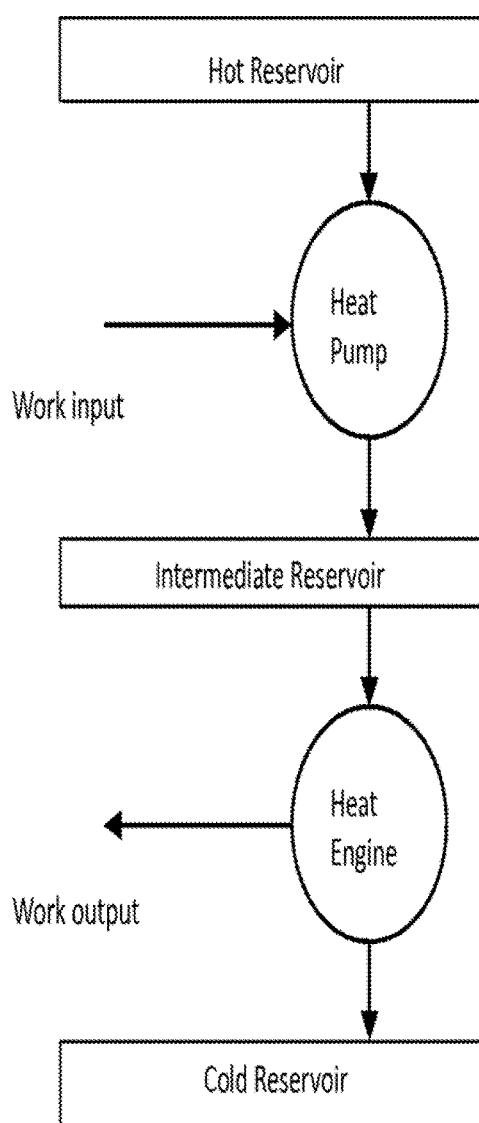 Hot Reservoir
Heat
Pump
Work input
Intermediate Reservoir
Heat
Engine
Work output
Cold Reservoir